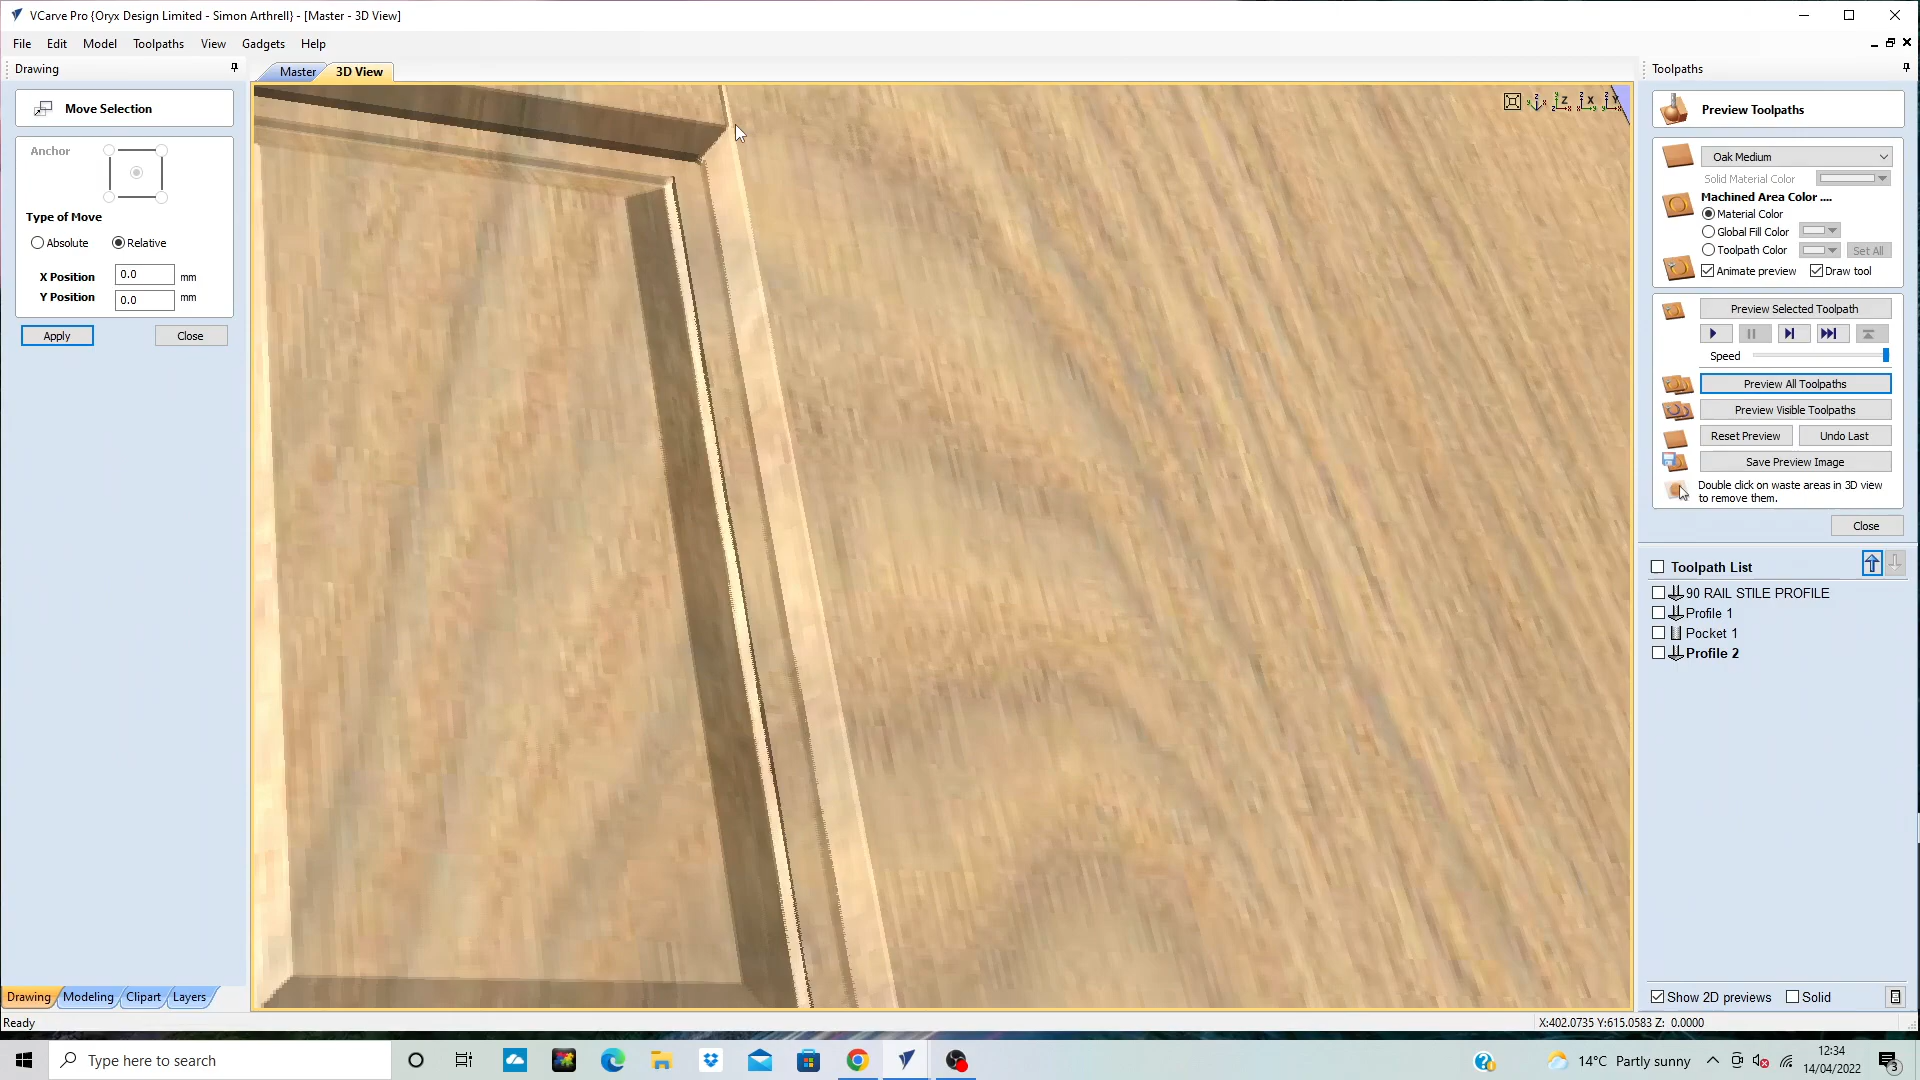 VCarve Pro {Oryx Design Limited - Simon Arthrell} - [Master - 3D View]
File Edit Model Toolpaths View Gadgets Help
Drawing
Master 3D View
Toolpaths
Move Selection
Anchor
Type of Move
Absolute Relative
X Position 0.0 mm
Y Position 0.0 mm
Apply Close
Preview Toolpaths
Oak Medium
Solid Material Color
Machined Area Color ....
Material Color
Global Fill Color
Toolpath Color Set All
Animate preview Draw tool
Preview Selected Toolpath
Speed
Preview All Toolpaths
Preview Visible Toolpaths
Reset Preview Undo Last
Save Preview Image
Double click on waste areas in 3D view
to remove them.
Close
Toolpath List
90 RAIL STILE PROFILE
Profile 1
Pocket 1
Profile 2
Drawing Modeling Clipart Layers
Show 2D previews Solid
Ready
X:402.0735 Y:615.0583 Z: 0.0000
Type here to search
14°C Partly sunny
12:34
14/04/2022
3